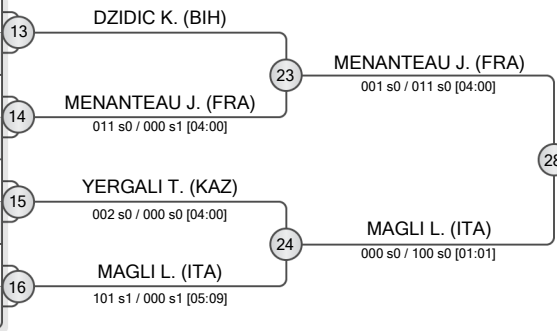 13
DZIDIC K. (BIH)
23
MENANTEAU J. (FRA)
001 s0 / 011 s0 [04:00]
14
MENANTEAU J. (FRA)
011 s0 / 000 s1 [04:00]
28
15
YERGALI T. (KAZ)
002 s0 / 000 s0 [04:00]
24
MAGLI L. (ITA)
000 s0 / 100 s0 [01:01]
16
MAGLI L. (ITA)
101 s1 / 000 s1 [05:09]